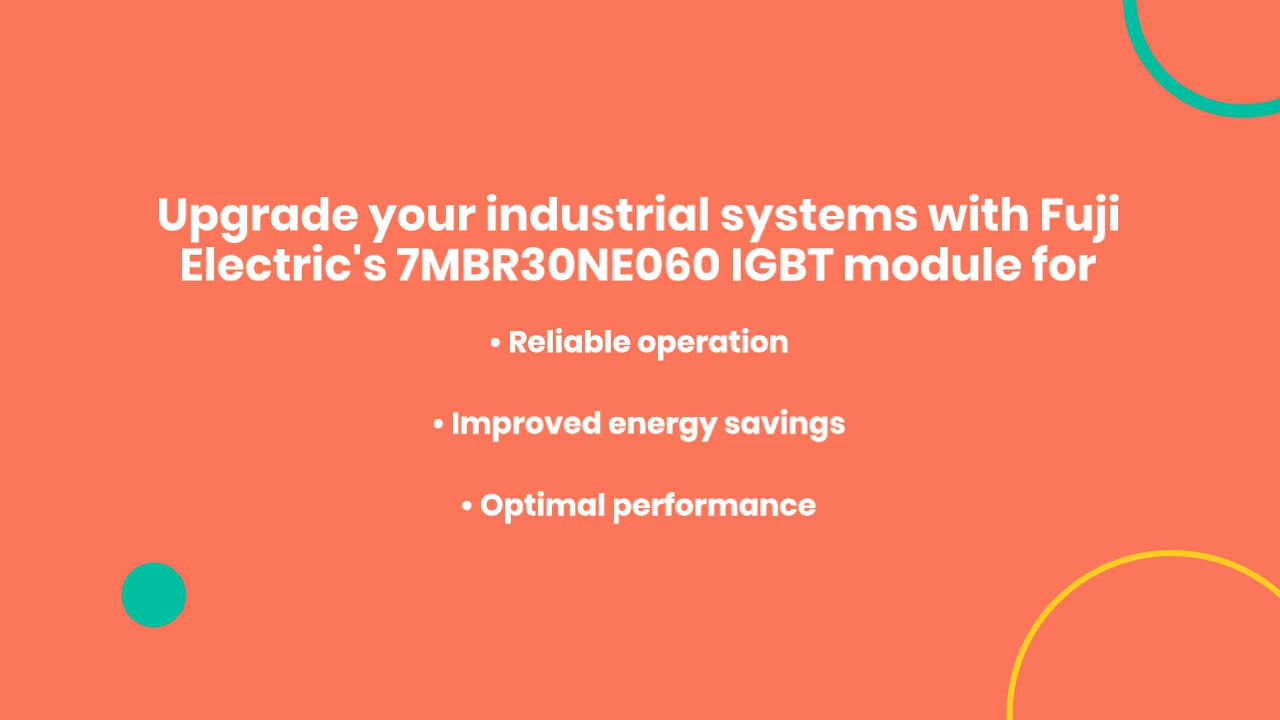 Upgrade your industrial systems with Fuji
Electric's 7MBR30NE060 IGBT module for
• Reliable operation
• Improved energy savings
• Optimal performance